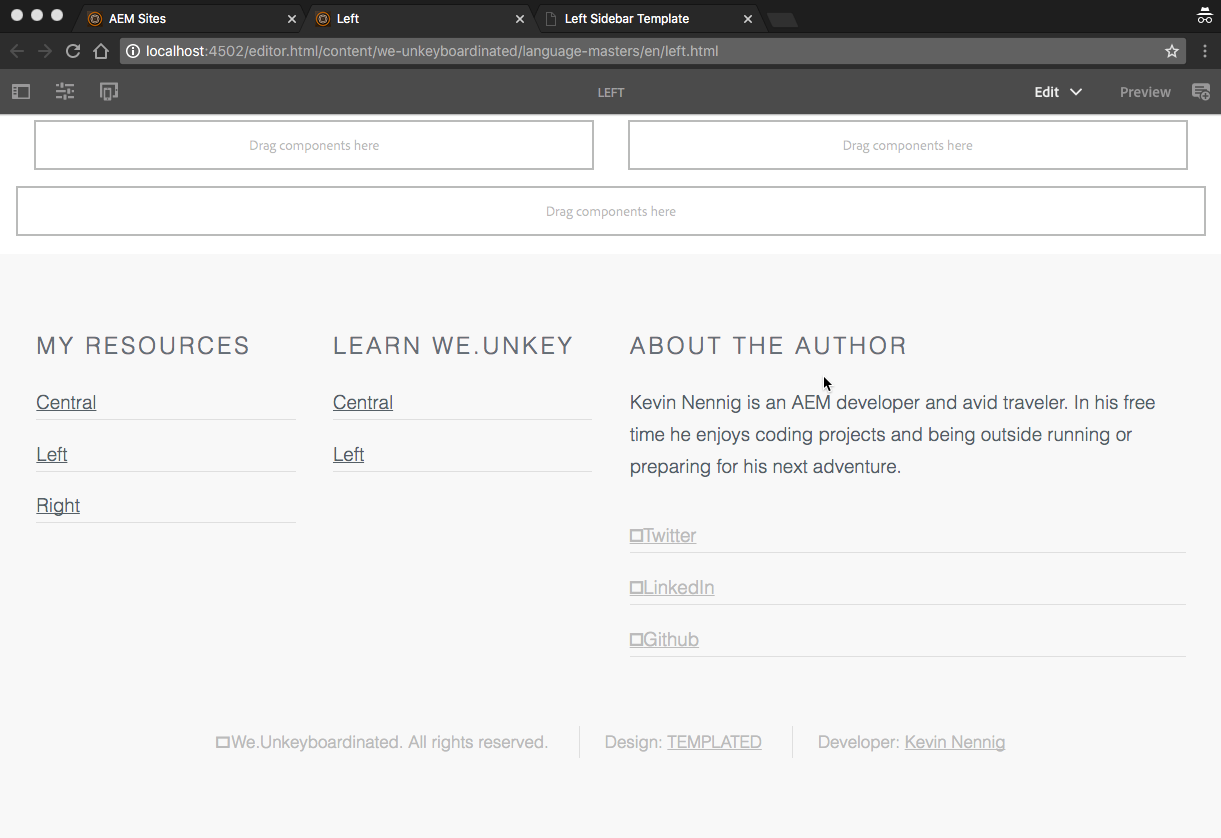 AEM Sites
Left
Left Sidebar Template
localhost:4502/editor.html/content/we-unkeyboardinated/language-masters/en/left.html
LEFT
Edit
Preview
Drag components here
Drag components here
Drag components here
MY RESOURCES
Central
Left
Right
LEARN WE.UNKEY
Central
Left
ABOUT THE AUTHOR
Kevin Nennig is an AEM developer and avid traveler. In his free
time he enjoys coding projects and being outside running or
preparing for his next adventure.
Twitter
LinkedIn
Github
We.Unkeyboardinated. All rights reserved.
Design: TEMPLATED
Developer: Kevin Nennig